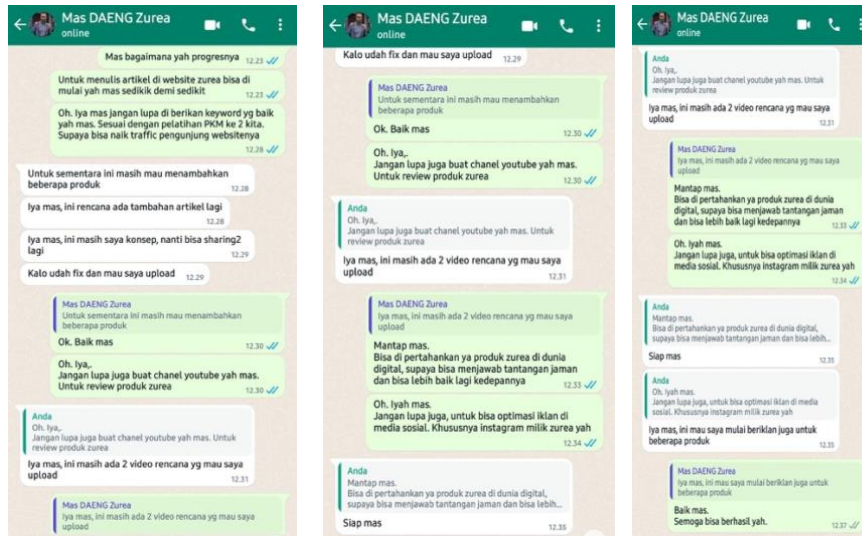 Mas DAENG Zurea
online
Mas bagaimana yah progresnya 12.23
Untuk menulis artikel di website zurea bisa di
mulai yah mas sedikik demi sedikit 12.23
Oh. Iya mas jangan lupa di berikan keyword yg baik
yah mas. Sesuai dengan pelatihan PKM ke 2 kita.
Supaya bisa naik traffic pengunjung websitenya
12.28
Untuk sementara ini masih mau menambahkan
beberapa produk 12.28
Iya mas, ini rencana ada tambahan artikel lagi
12.28
Iya mas, ini masih saya konsep, nanti bisa sharing2
lagi 12.29
Kalo udah fix dan mau saya upload 12.29
Mas DAENG Zurea
Untuk sementara ini masih mau menambahkan
beberapa produk
Ok. Baik mas 12.30
Oh. Iya,.
Jangan lupa juga buat chanel youtube yah mas.
Untuk review produk zurea 12.30
Anda
Oh. Iya,.
Jangan lupa juga buat chanel youtube yah mas. Untuk
review produk zurea
Iya mas, ini masih ada 2 video rencana yg mau saya
upload 12.31
Mas DAENG Zurea
Iya mas, ini masih ada 2 video rencana yg mau saya
upload
Mas DAENG Zurea
online
Kalo udah fix dan mau saya upload 12.29
Mas DAENG Zurea
Untuk sementara ini masih mau menambahkan
beberapa produk
Ok. Baik mas 12.30
Oh. Iya,.
Jangan lupa juga buat chanel youtube yah mas.
Untuk review produk zurea 12.30
Anda
Oh. Iya,.
Jangan lupa juga buat chanel youtube yah mas. Untuk
review produk zurea
Iya mas, ini masih ada 2 video rencana yg mau saya
upload 12.31
Mas DAENG Zurea
Iya mas, ini masih ada 2 video rencana yg mau saya
upload
Mantap mas.
Bisa di pertahankan ya produk zurea di dunia
digital, supaya bisa menjawab tantangan jaman
dan bisa lebih baik lagi kedepannya 12.33
Oh. Iyah mas.
Jangan lupa juga, untuk bisa optimasi iklan di
media sosial. Khususnya instagram milik zurea yah
12.34
Anda
Mantap mas.
Bisa di pertahankan ya produk zurea di dunia digital,
supaya bisa menjawab tantangan jaman dan bisa lebih...
Siap mas 12.35
Mas DAENG Zurea
online
Anda
Oh. Iya,.
Jangan lupa juga buat chanel youtube yah mas. Untuk
review produk zurea
Iya mas, ini masih ada 2 video rencana yg mau saya
upload 12.31
Mas DAENG Zurea
Iya mas, ini masih ada 2 video rencana yg mau saya
upload
Mantap mas.
Bisa di pertahankan ya produk zurea di dunia
digital, supaya bisa menjawab tantangan jaman
dan bisa lebih baik lagi kedepannya 12.33
Oh. Iyah mas.
Jangan lupa juga, untuk bisa optimasi iklan di
media sosial. Khususnya instagram milik zurea yah
12.34
Anda
Mantap mas.
Bisa di pertahankan ya produk zurea di dunia digital,
supaya bisa menjawab tantangan jaman dan bisa lebih...
Siap mas 12.35
Anda
Oh. Iyah mas.
Jangan lupa juga, untuk bisa optimasi iklan di media
sosial. Khususnya instagram milik zurea yah
Iya mas, ini mau saya mulai beriklan juga untuk
beberapa produk 12.35
Mas DAENG Zurea
Iya mas, ini mau saya mulai beriklan juga untuk
beberapa produk
Baik mas.
Semoga bisa berhasil yah. 12.37